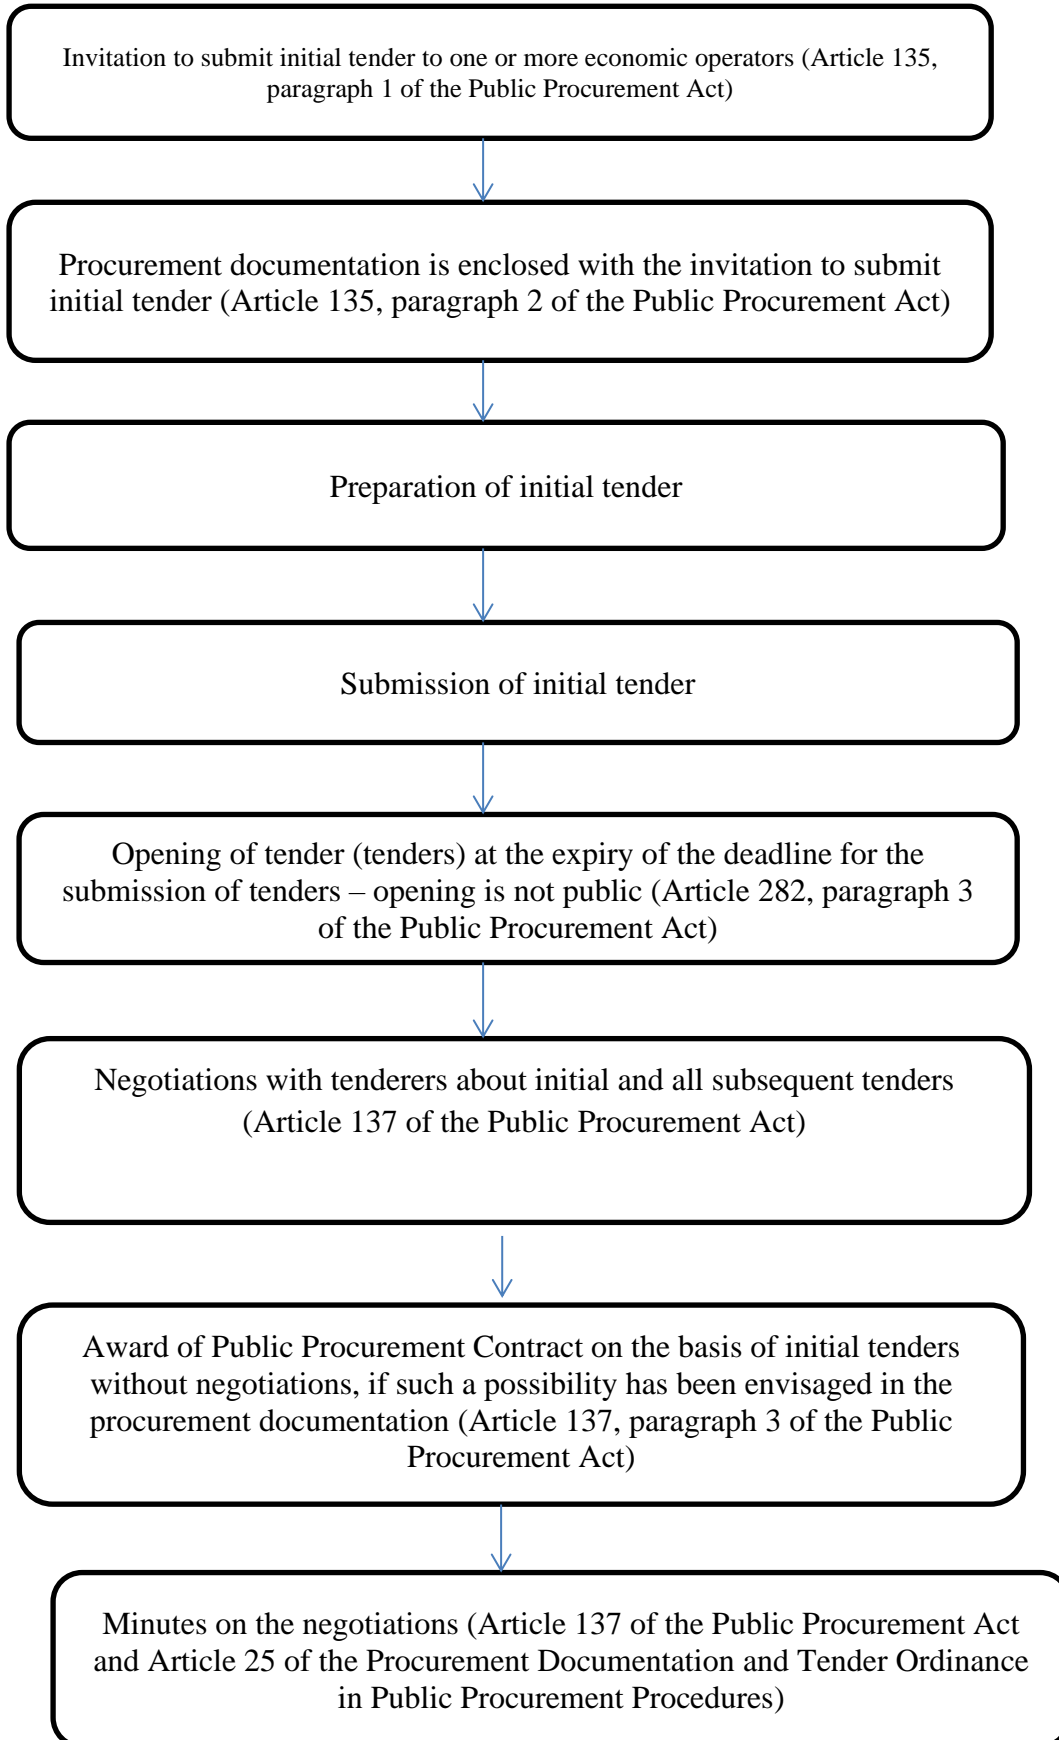 Invitation to submit initial tender to one or more economic operators (Article 135,
paragraph 1 of the Public Procurement Act)
Procurement documentation is enclosed with the invitation to submit
initial tender (Article 135, paragraph 2 of the Public Procurement Act)
Preparation of initial tender
Submission of initial tender
Opening of tender (tenders) at the expiry of the deadline for the
submission of tenders – opening is not public (Article 282, paragraph 3
of the Public Procurement Act)
Negotiations with tenderers about initial and all subsequent tenders
(Article 137 of the Public Procurement Act)
Award of Public Procurement Contract on the basis of initial tenders
without negotiations, if such a possibility has been envisaged in the
procurement documentation (Article 137, paragraph 3 of the Public
Procurement Act)
Minutes on the negotiations (Article 137 of the Public Procurement Act
and Article 25 of the Procurement Documentation and Tender Ordinance
in Public Procurement Procedures)